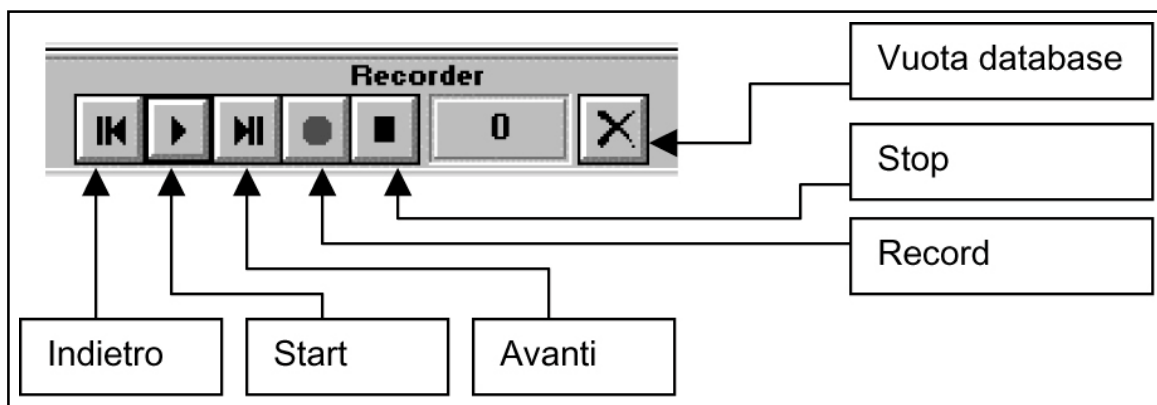 Vuota database
Recorder
0
Stop
Record
Indietro
Start
Avanti